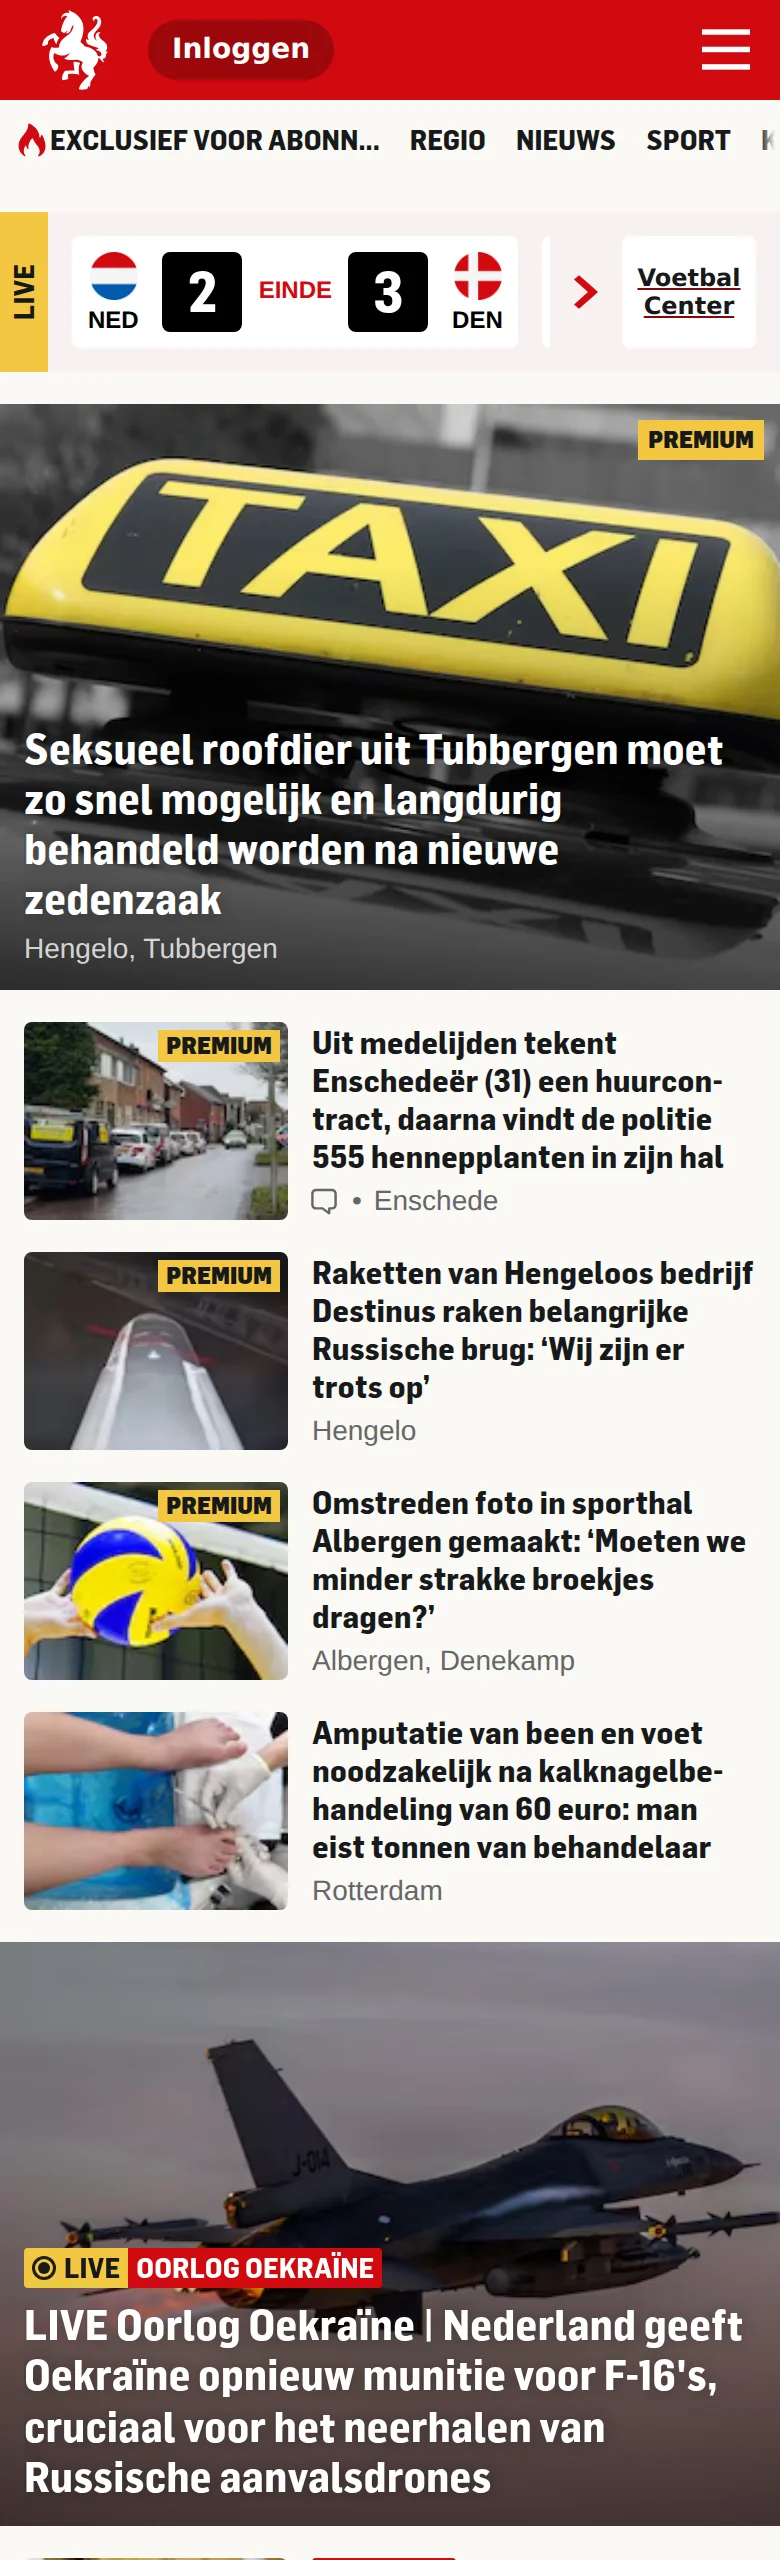 Inloggen
EXCLUSIEF VOOR ABONN... REGIO NIEUWS SPORT
LIVE
NED 2 EINDE 3 DEN
Voetbal
Center
PREMIUM
TAXI
Seksueel roofdier uit Tubbergen moet
zo snel mogelijk en langdurig
behandeld worden na nieuwe
zedenzaak
Hengelo, Tubbergen
PREMIUM
Uit medelijden tekent
Enschedeër (31) een huurcon-
tract, daarna vindt de politie
555 hennepplanten in zijn hal
• Enschede
PREMIUM
Raketten van Hengeloos bedrijf
Destinus raken belangrijke
Russische brug: ‘Wij zijn er
trots op’
Hengelo
PREMIUM
Omstreden foto in sporthal
Albergen gemaakt: ‘Moeten we
minder strakke broekjes
dragen?’
Albergen, Denekamp
Amputatie van been en voet
noodzakelijk na kalknagelbe-
handeling van 60 euro: man
eist tonnen van behandelaar
Rotterdam
J-014
LIVE OORLOG OEKRAÏNE
LIVE Oorlog Oekraïne | Nederland geeft
Oekraïne opnieuw munitie voor F-16's,
cruciaal voor het neerhalen van
Russische aanvalsdrones